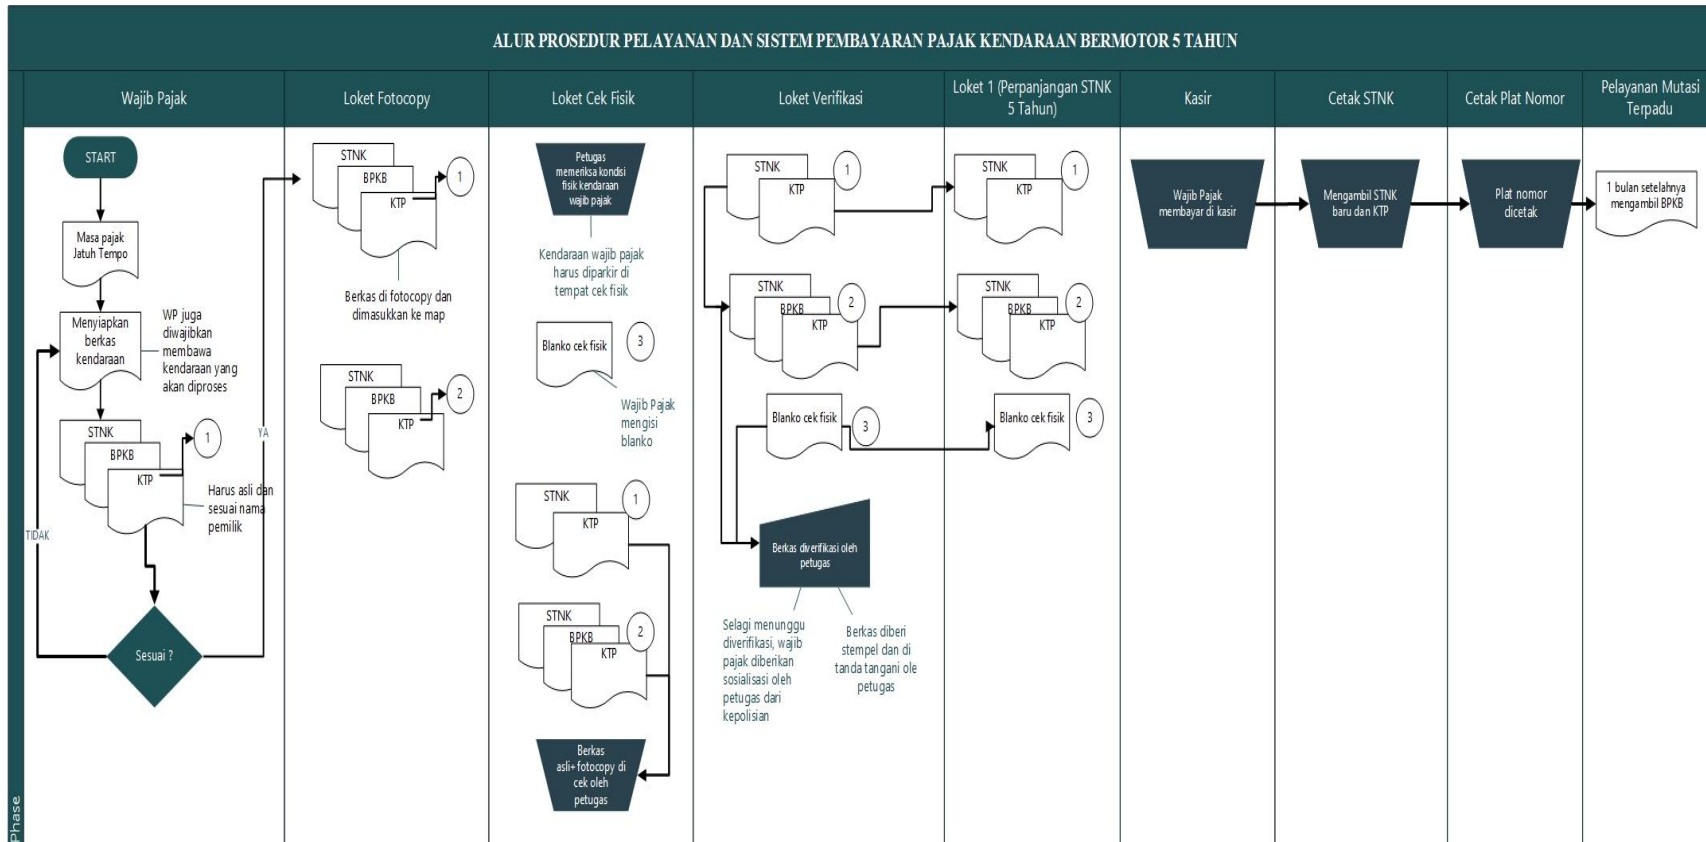 ALUR PROSEDUR PELAYANAN DAN SISTEM PEMBAYARAN PAJAK KENDARAAN BERMOTOR 5 TAHUN
Phase
Wajib Pajak
START
Masa pajak
Jatuh Tempo
Menyiapkan
berkas
kendaraan
WP juga
diwajibkan
membawa
kendaraan yang
akan diproses
STNK
BPKB
KTP
1
Harus asli dan
sesuai nama
pemilik
TIDAK
YA
Sesuai ?
Loket Fotocopy
STNK
BPKB
KTP
1
Berkas di fotocopy dan
dimasukkan ke map
STNK
BPKB
KTP
2
Loket Cek Fisik
Petugas
memeriksa kondisi
fisik kendaraan
wajib pajak
Kendaraan wajib pajak
harus diparkir di
tempat cek fisik
Blanko cek fisik
3
Wajib Pajak
mengisi
blanko
STNK
KTP
1
STNK
BPKB
KTP
2
Berkas
asli+fotocopy di
cek oleh
petugas
Loket Verifikasi
STNK
KTP
1
STNK
BPKB
KTP
2
Blanko cek fisik
3
Berkas diverifikasi oleh
petugas
Selagi menunggu
diverifikasi, wajib
pajak diberikan
sosialisasi oleh
petugas dari
kepolisian
Berkas diberi
stempel dan di
tanda tangani ole
petugas
Loket 1 (Perpanjangan STNK
5 Tahun)
STNK
KTP
1
STNK
BPKB
KTP
2
Blanko cek fisik
3
Kasir
Wajib Pajak
membayar di kasir
Cetak STNK
Mengambil STNK
baru dan KTP
Cetak Plat Nomor
Plat nomor
dicetak
Pelayanan Mutasi
Terpadu
1 bulan setelahnya
mengambil BPKB